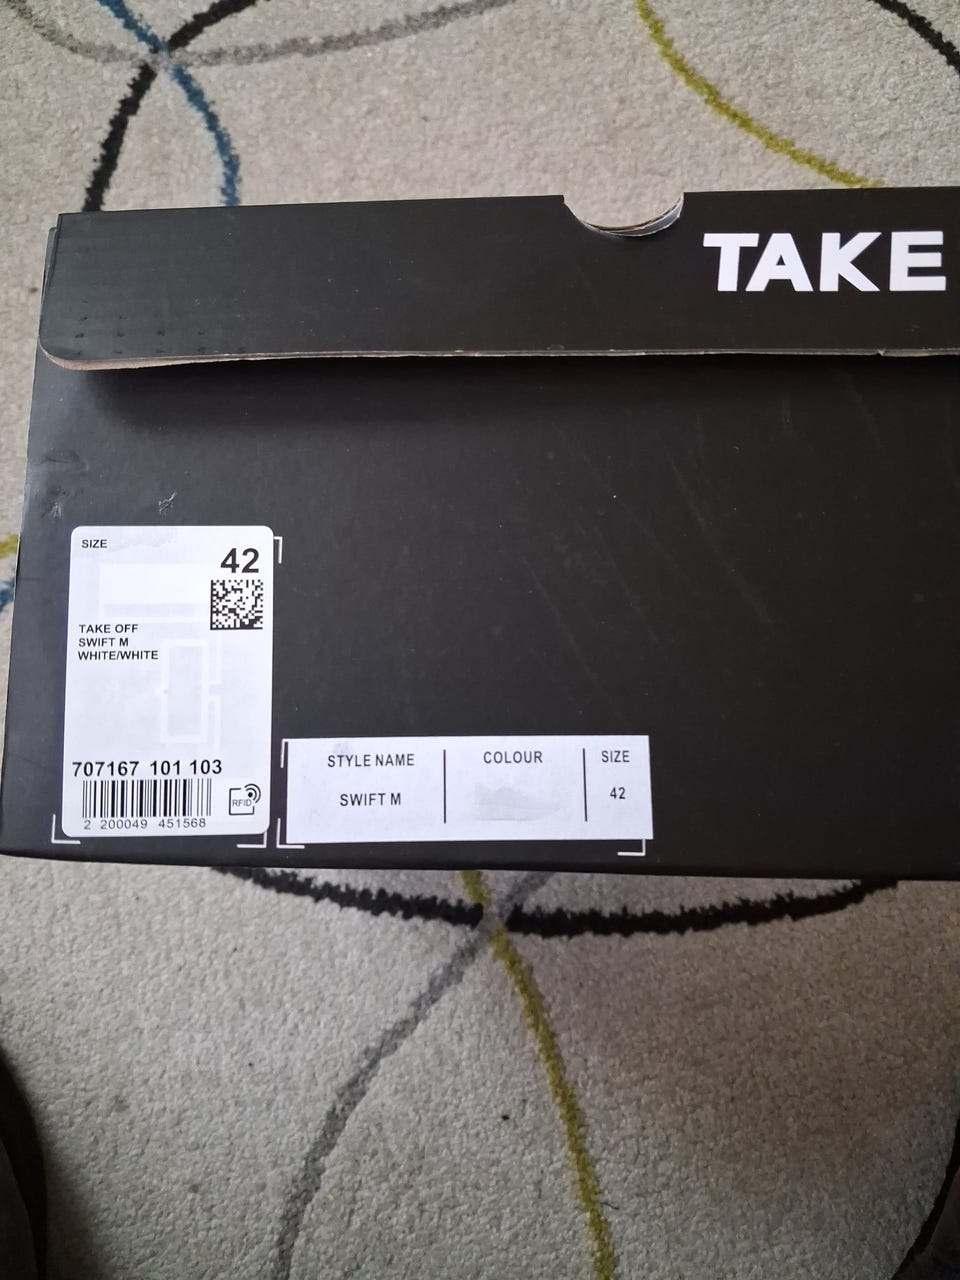 TAKE
SIZE
42
TAKE OFF
SWIFT M
WHITE/WHITE
707167 101 103
2 200049 451568
RFID
STYLE NAME
SWIFT M
COLOUR
SIZE
42